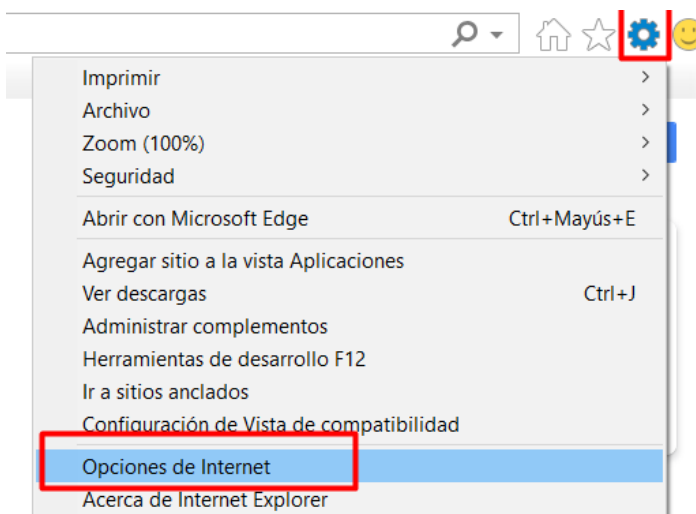 Imprimir
Archivo
Zoom (100%)
Seguridad
Abrir con Microsoft Edge Ctrl+Mayús+E
Agregar sitio a la vista Aplicaciones
Ver descargas Ctrl+J
Administrar complementos
Herramientas de desarrollo F12
Ir a sitios anclados
Configuración de Vista de compatibilidad
Opciones de Internet
Acerca de Internet Explorer